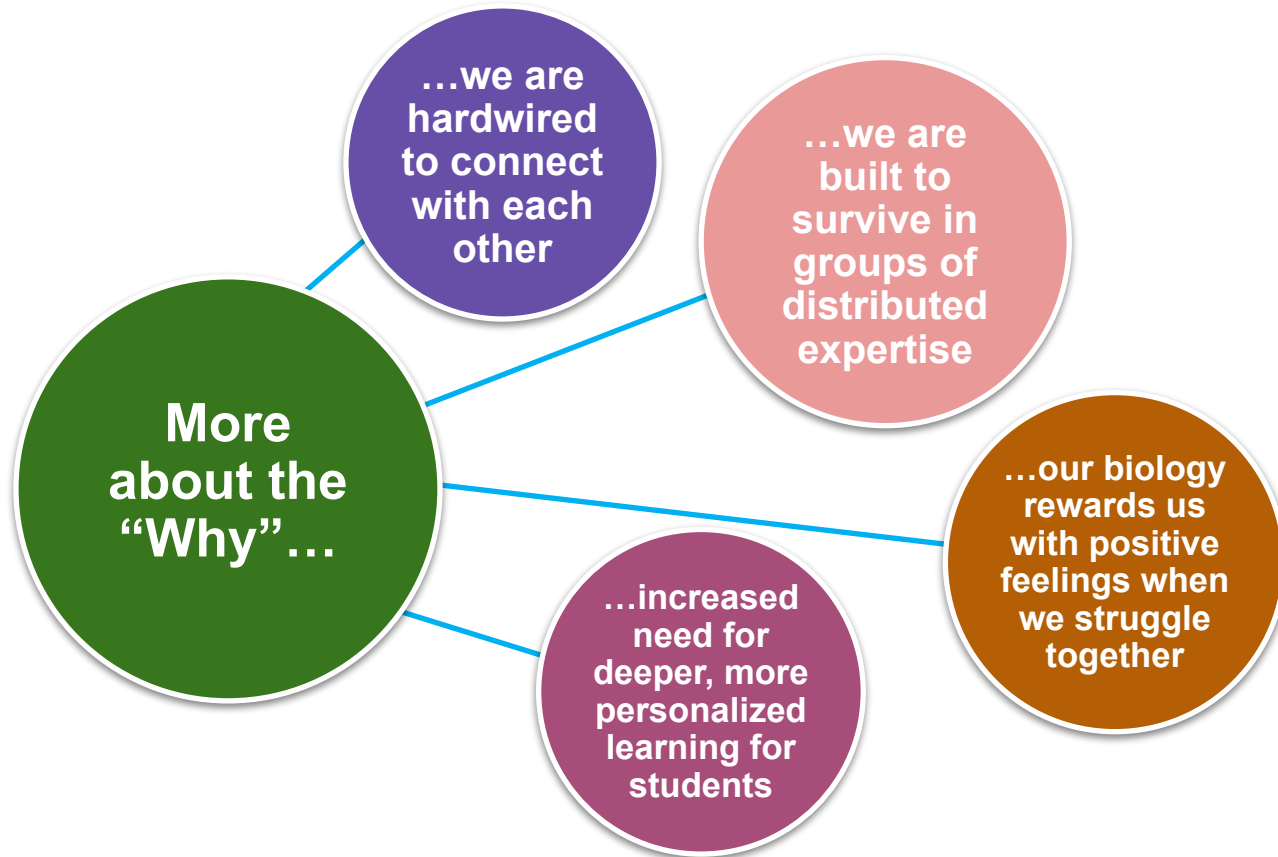 More
about the
“Why”…
…we are
hardwired
to connect
with each
other
…we are
built to
survive in
groups of
distributed
expertise
…our biology
rewards us
with positive
feelings when
we struggle
together
…increased
need for
deeper, more
personalized
learning for
students